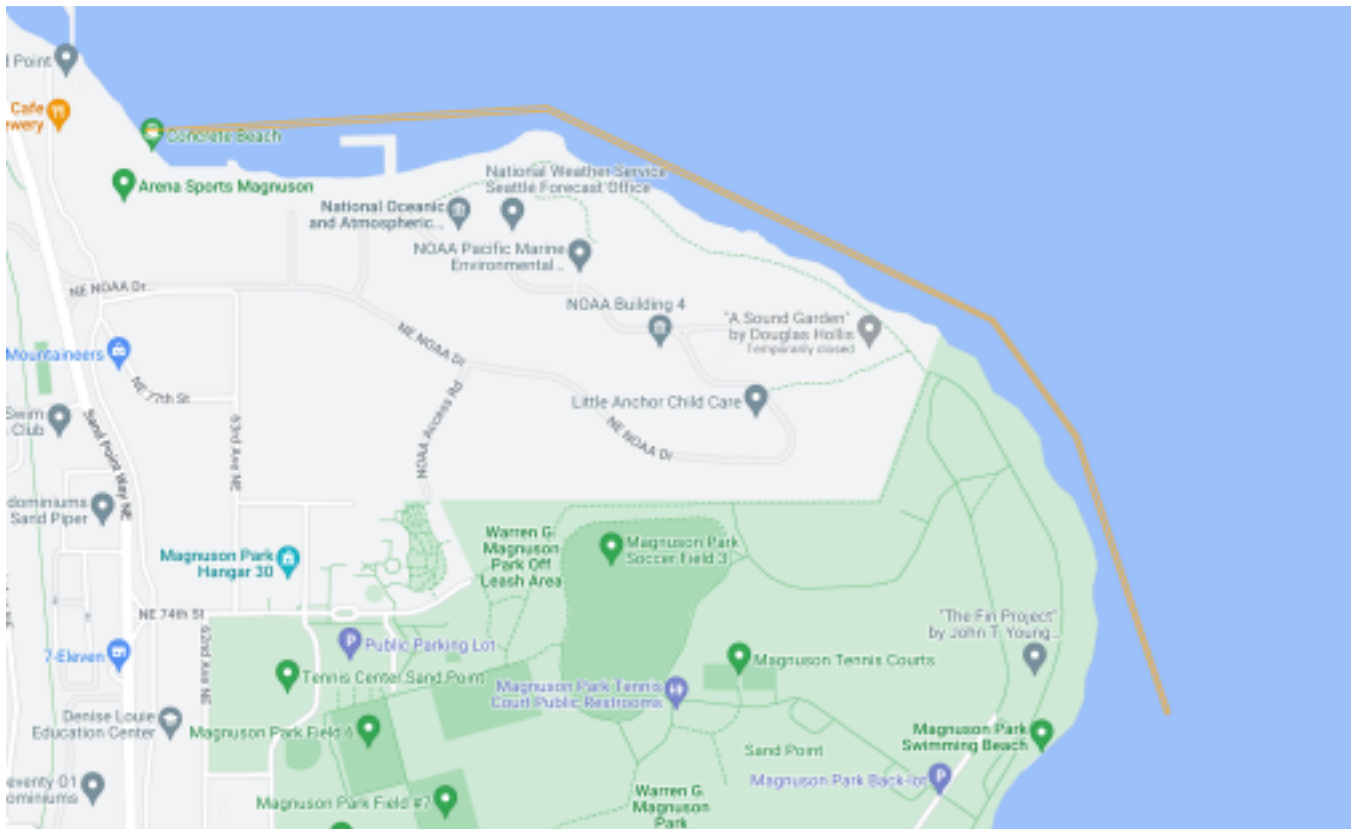 Point
Cafe
Concrete Beach
Arena Sports Magnuson
National Weather Service
Seattle Forecast Office
National Oceanic
and Atmospheric...
NOAA Pacific Marine
Environmental...
NE NOAA Dr
NOAA Building 4
"A Sound Garden"
by Douglas Hollis
Temporarily closed
NE NOAA Dr
Mountaineers
NE 77th St
Little Anchor Child Care
NOAA Access Rd
NE NOAA Dr
Swim
Club
Sand Point Way NE
63rd Ave NE
dominiums
Sand Piper
Warren G.
Magnuson
Park Off
Leash Area
Magnuson Park
Soccer Field 3
Magnuson Park
Hangar 30
NE 74th St
"The Fin Project"
by John T. Young...
P
Public Parking Lot
7-Eleven
62nd Ave NE
Magnuson Tennis Courts
Tennis Center Sand Point
Magnuson Park Tennis
Court Public Restrooms
Denise Louie
Education Center
Magnuson Park Field 6
Sand Point
Magnuson Park
Swimming Beach
Magnuson Park Back-lot
P
eventy 01
ominiums
Magnuson Park Field #7
Warren G.
Magnuson
Park